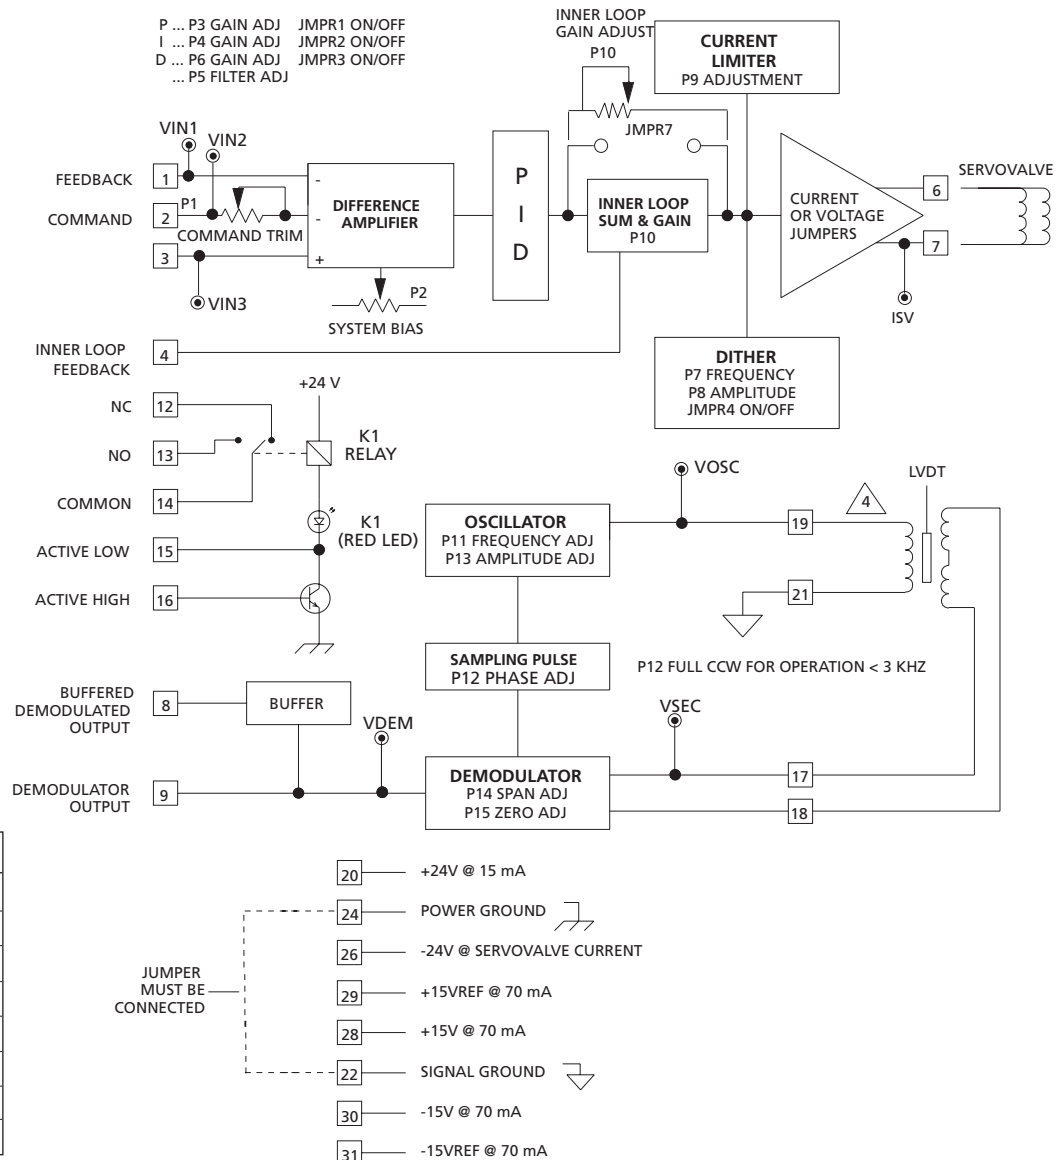 P ... P3 GAIN ADJ JMPR1 ON/OFF
I ... P4 GAIN ADJ JMPR2 ON/OFF
D ... P6 GAIN ADJ JMPR3 ON/OFF
... P5 FILTER ADJ
INNER LOOP
GAIN ADJUST
P10
JMPR7
CURRENT
LIMITER
P9 ADJUSTMENT
VIN1
VIN2
FEEDBACK
1
P1
COMMAND
2
COMMAND TRIM
3
VIN3
-
-
+
DIFFERENCE
AMPLIFIER
P2
SYSTEM BIAS
P
I
D
INNER LOOP
SUM & GAIN
P10
CURRENT
OR VOLTAGE
JUMPERS
SERVOVALVE
6
7
ISV
INNER LOOP
FEEDBACK
4
DITHER
P7 FREQUENCY
P8 AMPLITUDE
JMPR4 ON/OFF
+24 V
NC
12
NO
13
K1
RELAY
COMMON
14
K1
(RED LED)
ACTIVE LOW
15
ACTIVE HIGH
16
OSCILLATOR
P11 FREQUENCY ADJ
P13 AMPLITUDE ADJ
VOSC
19
4
LVDT
21
SAMPLING PULSE
P12 PHASE ADJ
P12 FULL CCW FOR OPERATION < 3 KHZ
BUFFERED
DEMODULATED
OUTPUT
8
BUFFER
VDEM
VSEC
DEMODULATOR
OUTPUT
9
DEMODULATOR
P14 SPAN ADJ
P15 ZERO ADJ
17
18
20 +24V @ 15 mA
24 POWER GROUND
26 -24V @ SERVOVALVE CURRENT
JUMPER
MUST BE
CONNECTED
29 +15VREF @ 70 mA
28 +15V @ 70 mA
22 SIGNAL GROUND
30 -15V @ 70 mA
31 -15VREF @ 70 mA